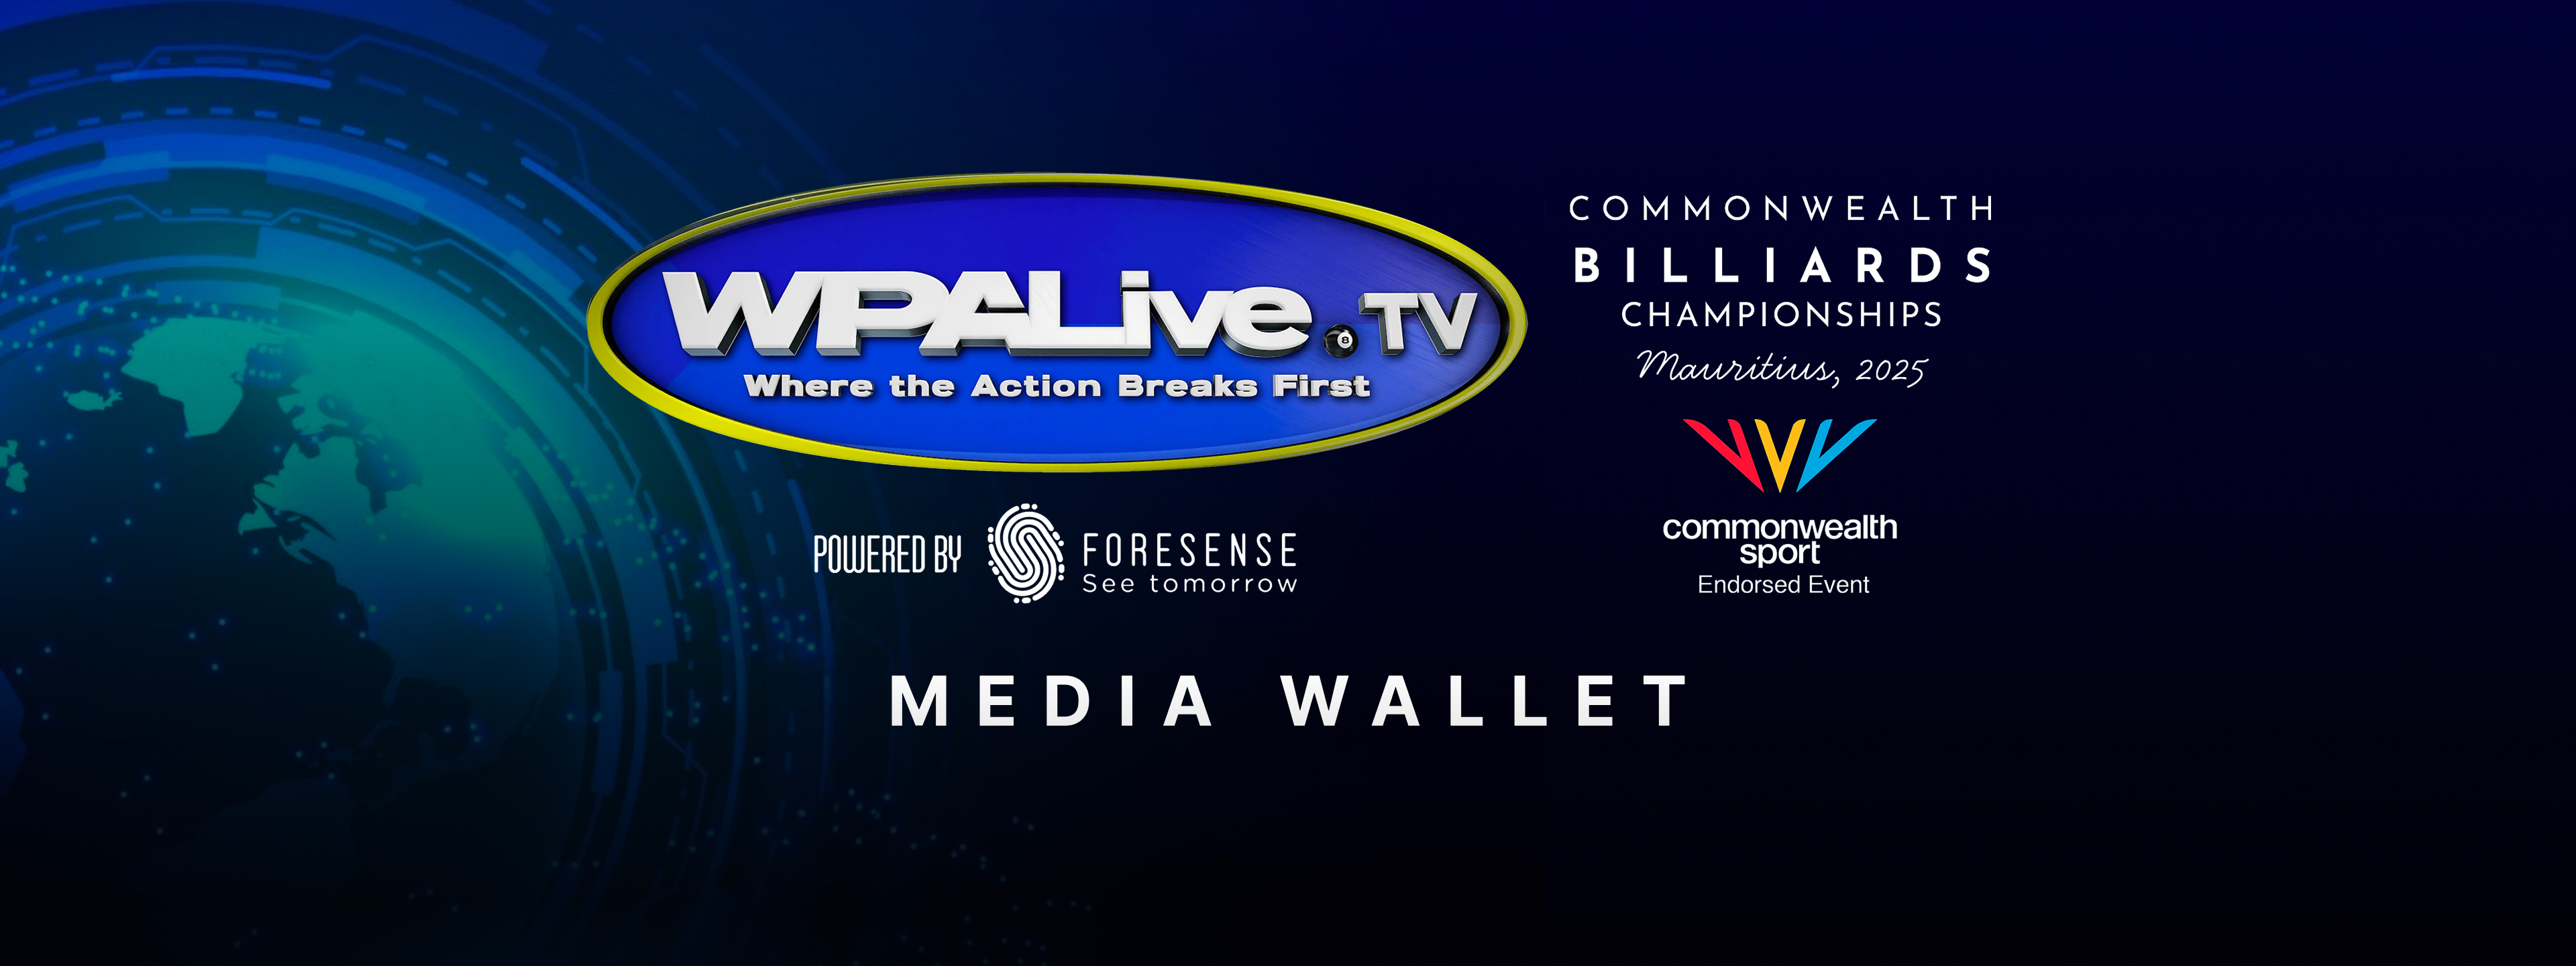 WPALive.TV
8
Where the Action Breaks First
POWERED BY
FORESENSE
See tomorrow
COMMONWEALTH
BILLIARDS
CHAMPIONSHIPS
Mauritius, 2025
commonwealth
sport
Endorsed Event
MEDIA WALLET